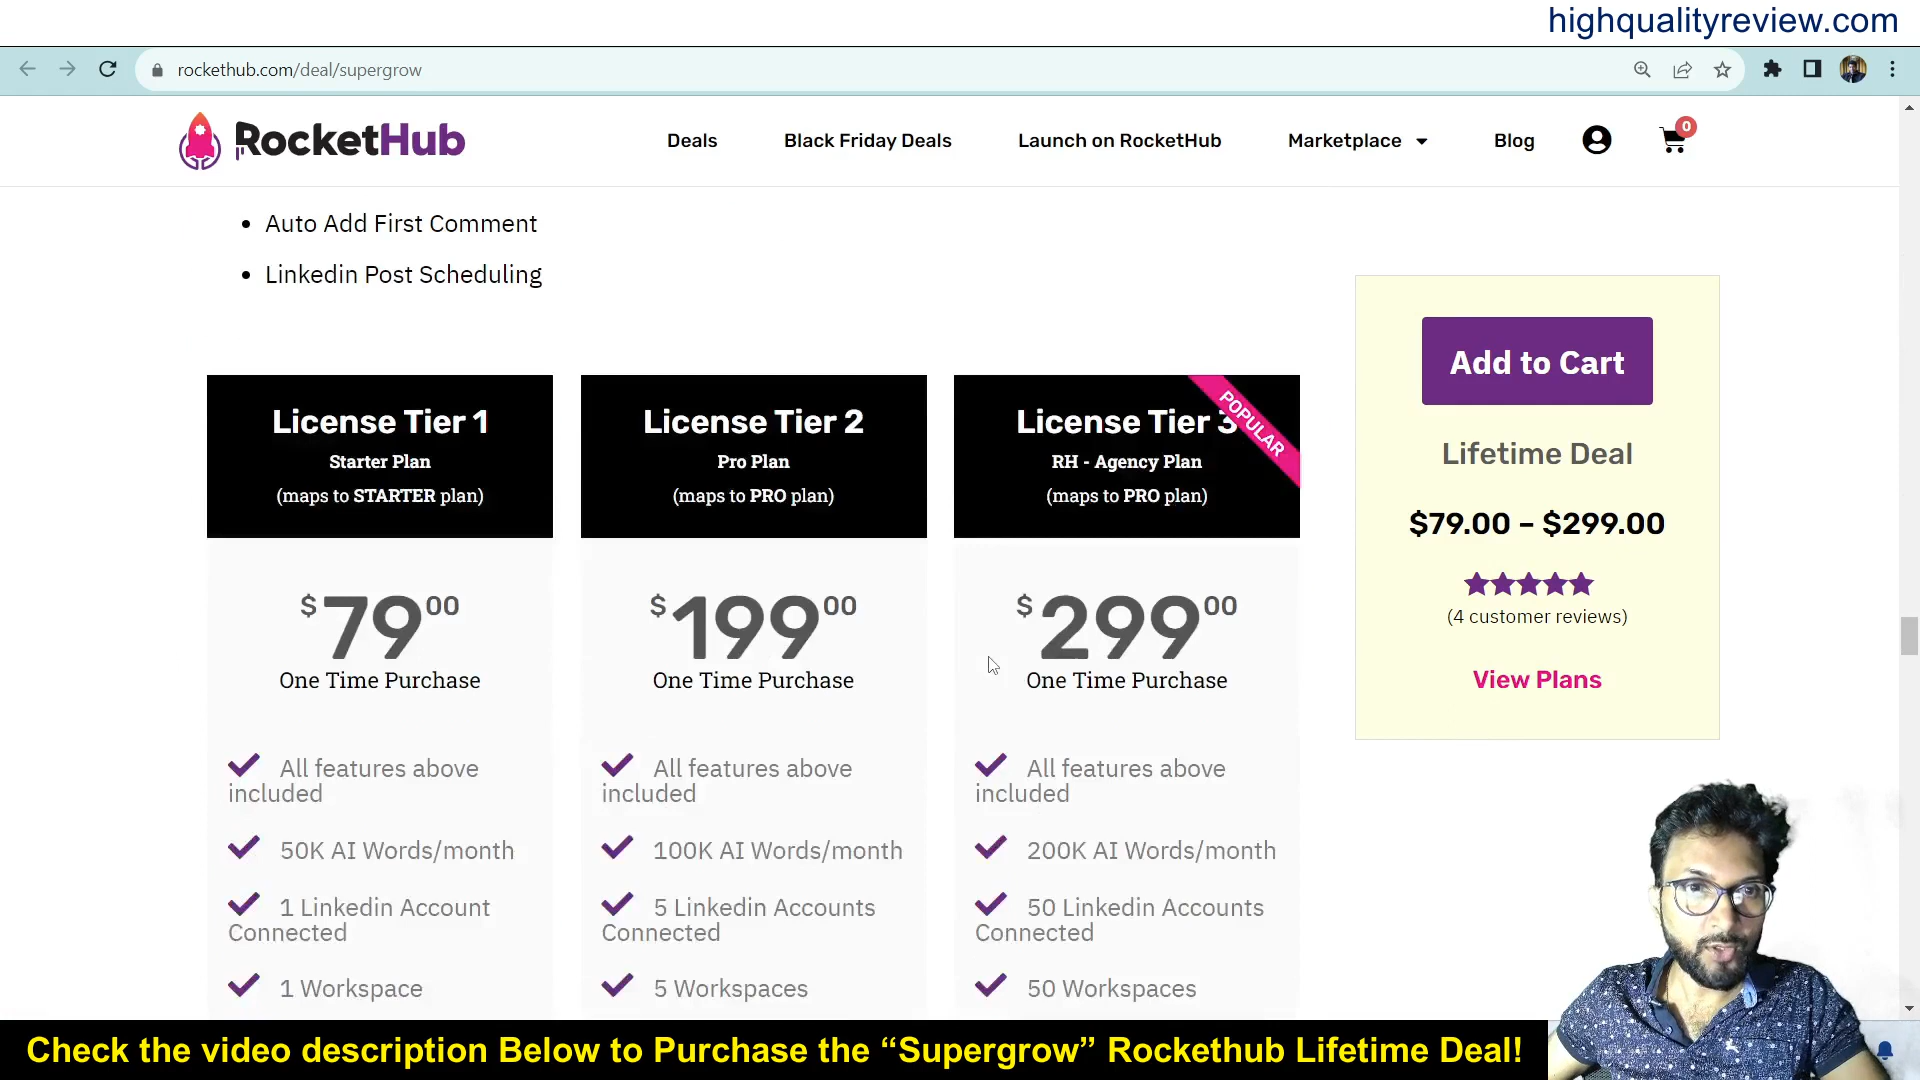 highqualityreview.com
rockethub.com/deal/supergrow
RocketHub
Deals
Black Friday Deals
Launch on RocketHub
Marketplace
Blog
0
• Auto Add First Comment
• Linkedin Post Scheduling
License Tier 1
Starter Plan
(maps to STARTER plan)
$79.00
One Time Purchase
All features above
included
50K AI Words/month
1 Linkedin Account
Connected
1 Workspace
License Tier 2
Pro Plan
(maps to PRO plan)
$199.00
One Time Purchase
All features above
included
100K AI Words/month
5 Linkedin Accounts
Connected
5 Workspaces
License Tier 3
POPULAR
RH - Agency Plan
(maps to PRO plan)
$299.00
One Time Purchase
All features above
included
200K AI Words/month
50 Linkedin Accounts
Connected
50 Workspaces
Add to Cart
Lifetime Deal
$79.00 – $299.00
(4 customer reviews)
View Plans
Check the video description Below to Purchase the “Supergrow” Rockethub Lifetime Deal!